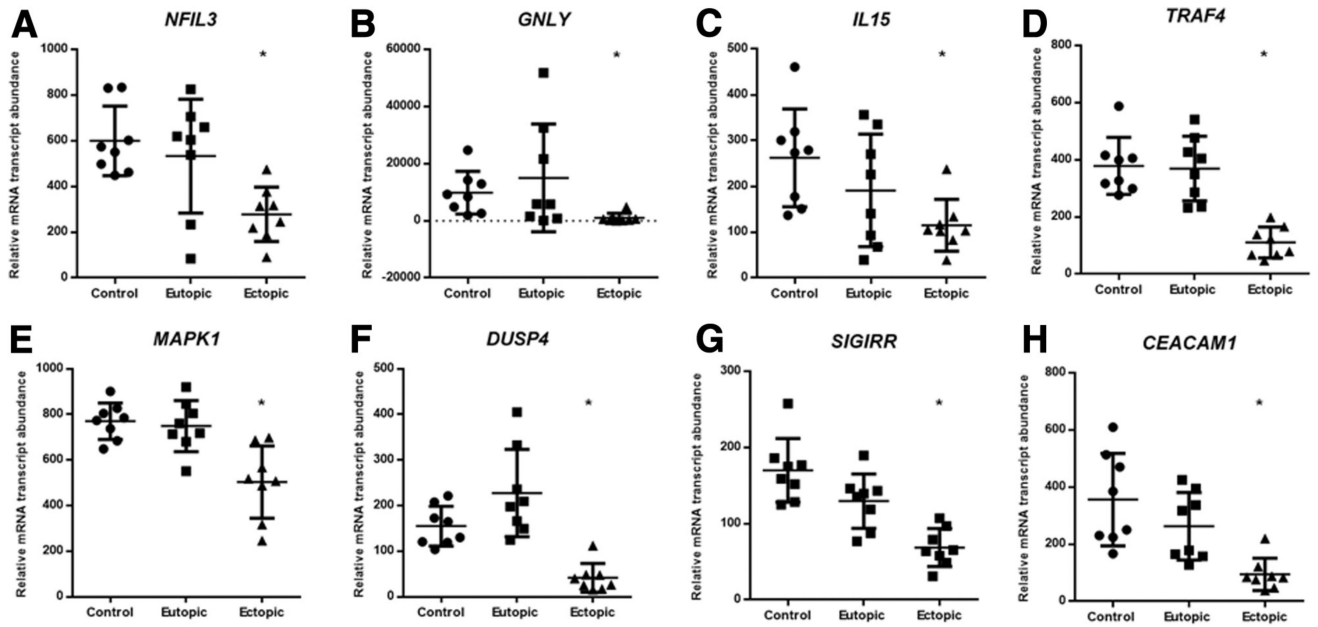 A
NFIL3
Relative mRNA transcript abundance
1000
800
600
400
200
0
*
Control Eutopic Ectopic
B
GNLY
Relative mRNA transcript abundance
60000
40000
20000
0
-20000
*
Control Eutopic Ectopic
C
IL15
Relative mRNA transcript abundance
500
400
300
200
100
0
*
Control Eutopic Ectopic
D
TRAF4
Relative mRNA transcript abundance
800
600
400
200
0
*
Control Eutopic Ectopic
E
MAPK1
Relative mRNA transcript abundance
1000
800
600
400
200
0
*
Control Eutopic Ectopic
F
DUSP4
Relative mRNA transcript abundance
500
400
300
200
100
0
*
Control Eutopic Ectopic
G
SIGIRR
Relative mRNA transcript abundance
300
200
100
0
*
Control Eutopic Ectopic
H
CEACAM1
Relative mRNA transcript abundance
800
600
400
200
0
*
Control Eutopic Ectopic